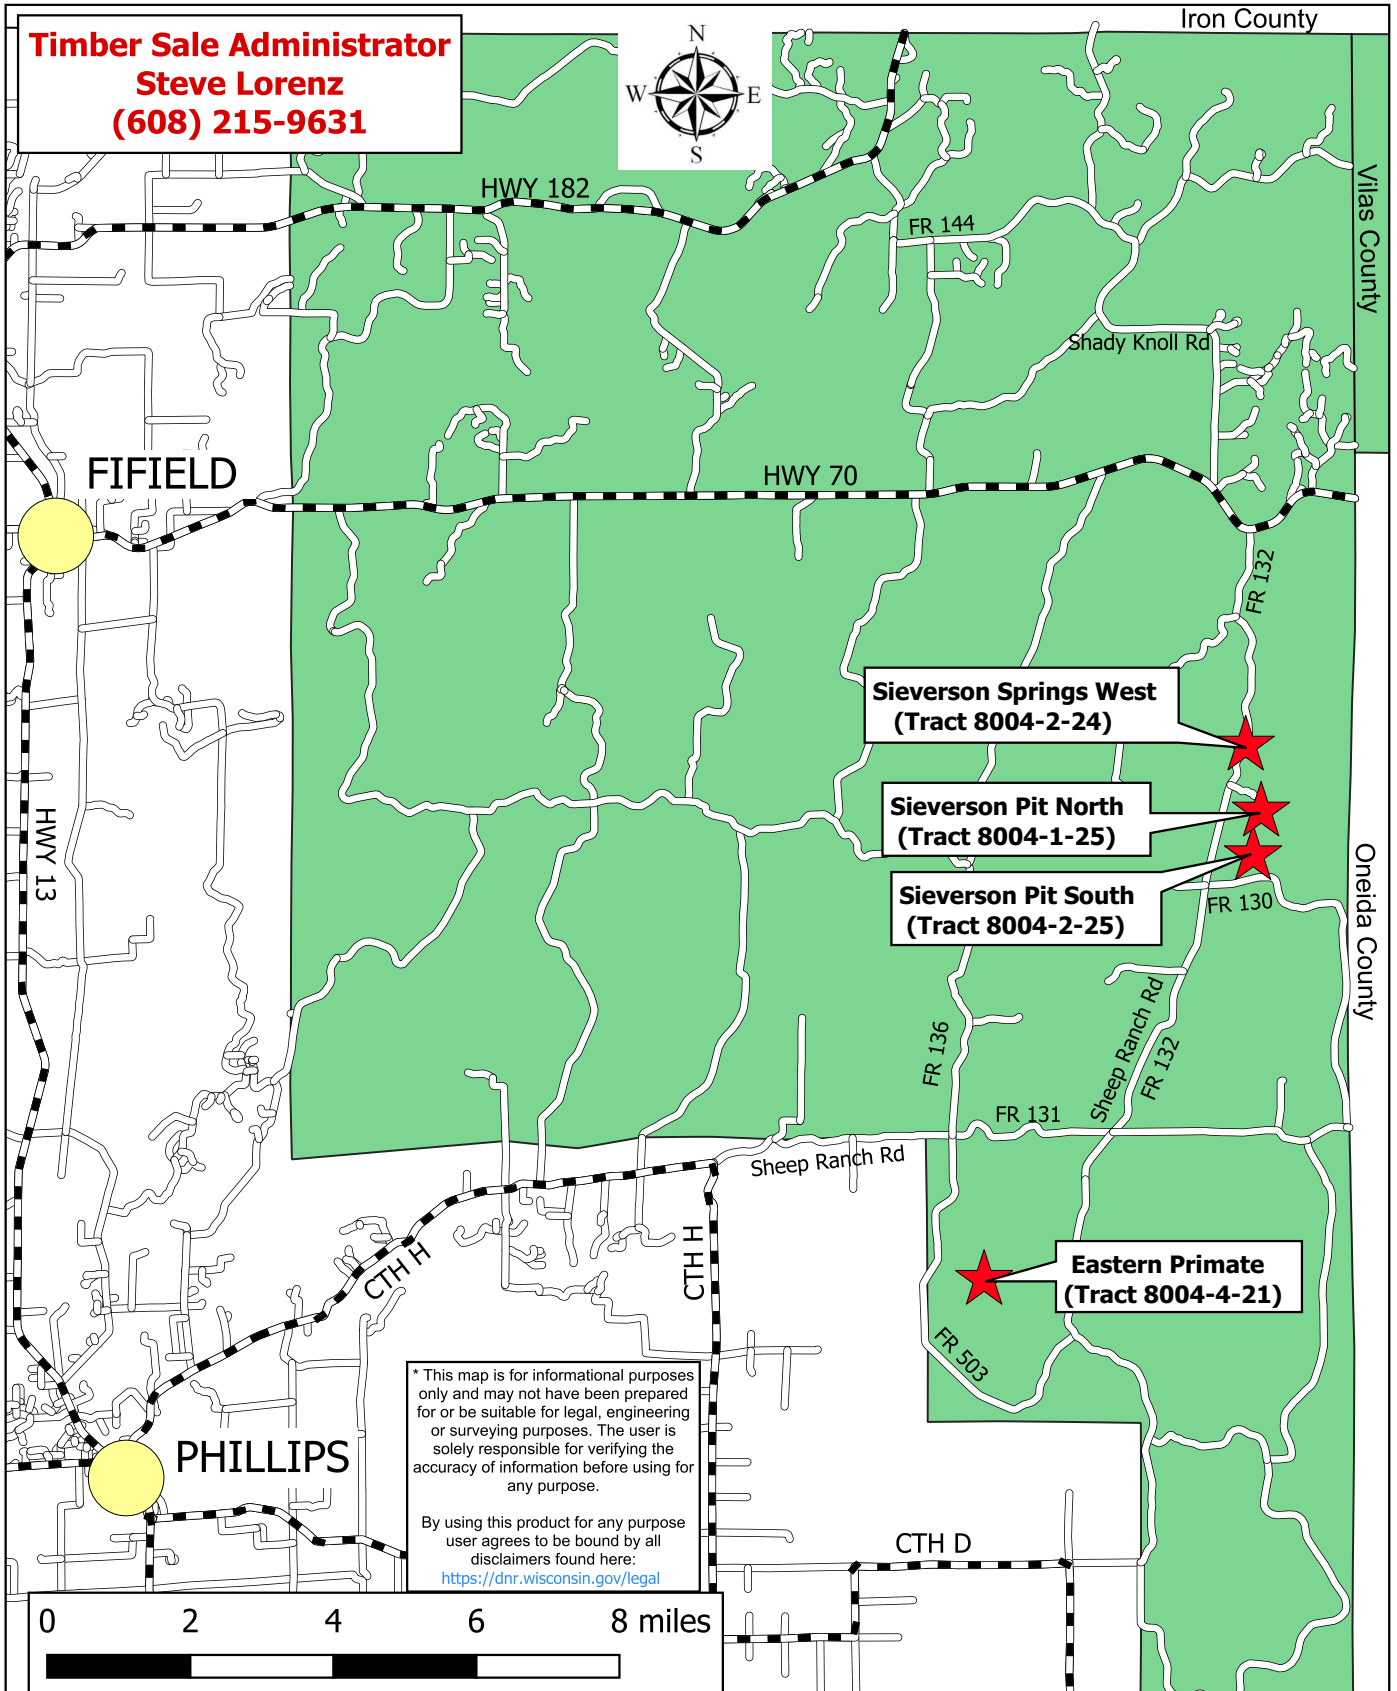 Iron County
Timber Sale Administrator
Steve Lorenz
(608) 215-9631
N
W
E
S
HWY 182
Vilas County
FR 144
Shady Knoll Rd
FIFIELD
HWY 70
FR 132
Sieverson Springs West
(Tract 8004-2-24)
Sieverson Pit North
(Tract 8004-1-25)
HWY 13
Sieverson Pit South
(Tract 8004-2-25)
FR 130
Oneida County
FR 136
Sheep Ranch Rd
FR 132
FR 131
Sheep Ranch Rd
CTH H
CTH H
Eastern Primate
(Tract 8004-4-21)
FR 503
* This map is for informational purposes
only and may not have been prepared
for or be suitable for legal, engineering
or surveying purposes. The user is
solely responsible for verifying the
accuracy of information before using for
any purpose.
By using this product for any purpose
user agrees to be bound by all
disclaimers found here:
https://dnr.wisconsin.gov/legal
PHILLIPS
CTH D
0 2 4 6 8 miles